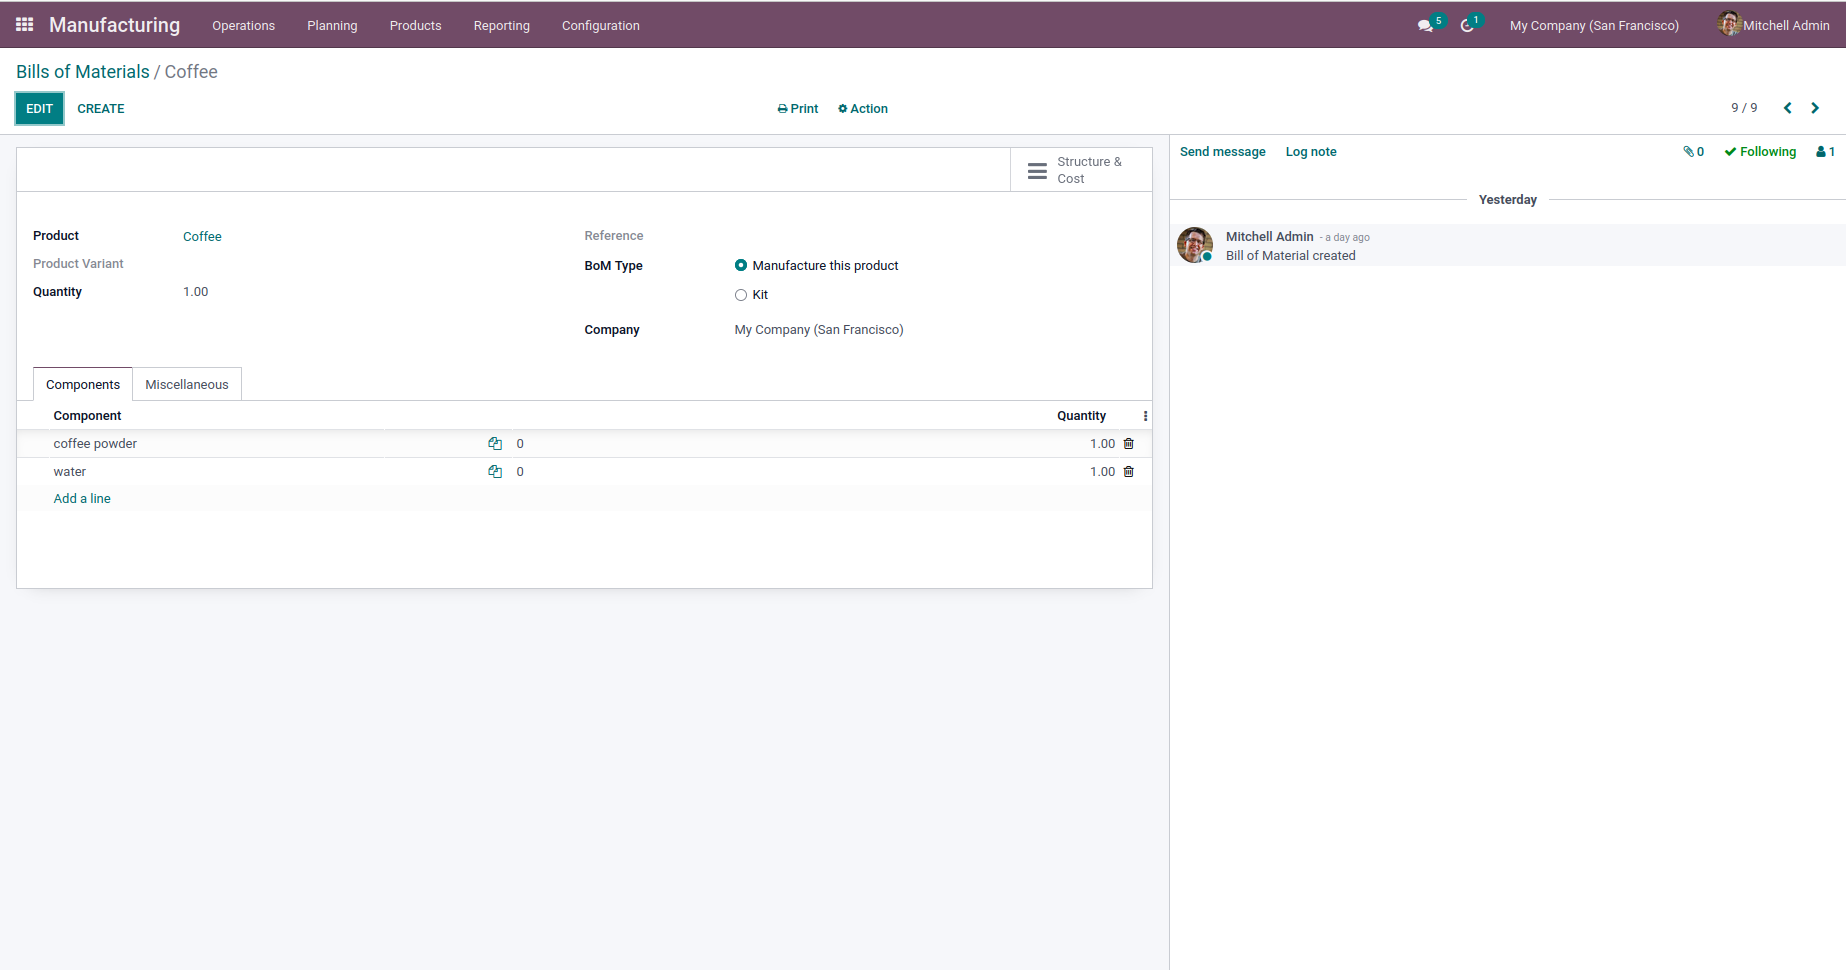 Manufacturing Operations Planning Products Reporting Configuration 5 1 My Company (San Francisco) Mitchell Admin
Bills of Materials / Coffee
EDIT CREATE Print Action 9 / 9
Structure &
Cost
Product Coffee
Product Variant
Quantity 1.00
Reference
BoM Type Manufacture this product
Kit
Company My Company (San Francisco)
Components Miscellaneous
Component Quantity
coffee powder 0 1.00
water 0 1.00
Add a line
Send message Log note 0 Following 1
Yesterday
Mitchell Admin - a day ago
Bill of Material created